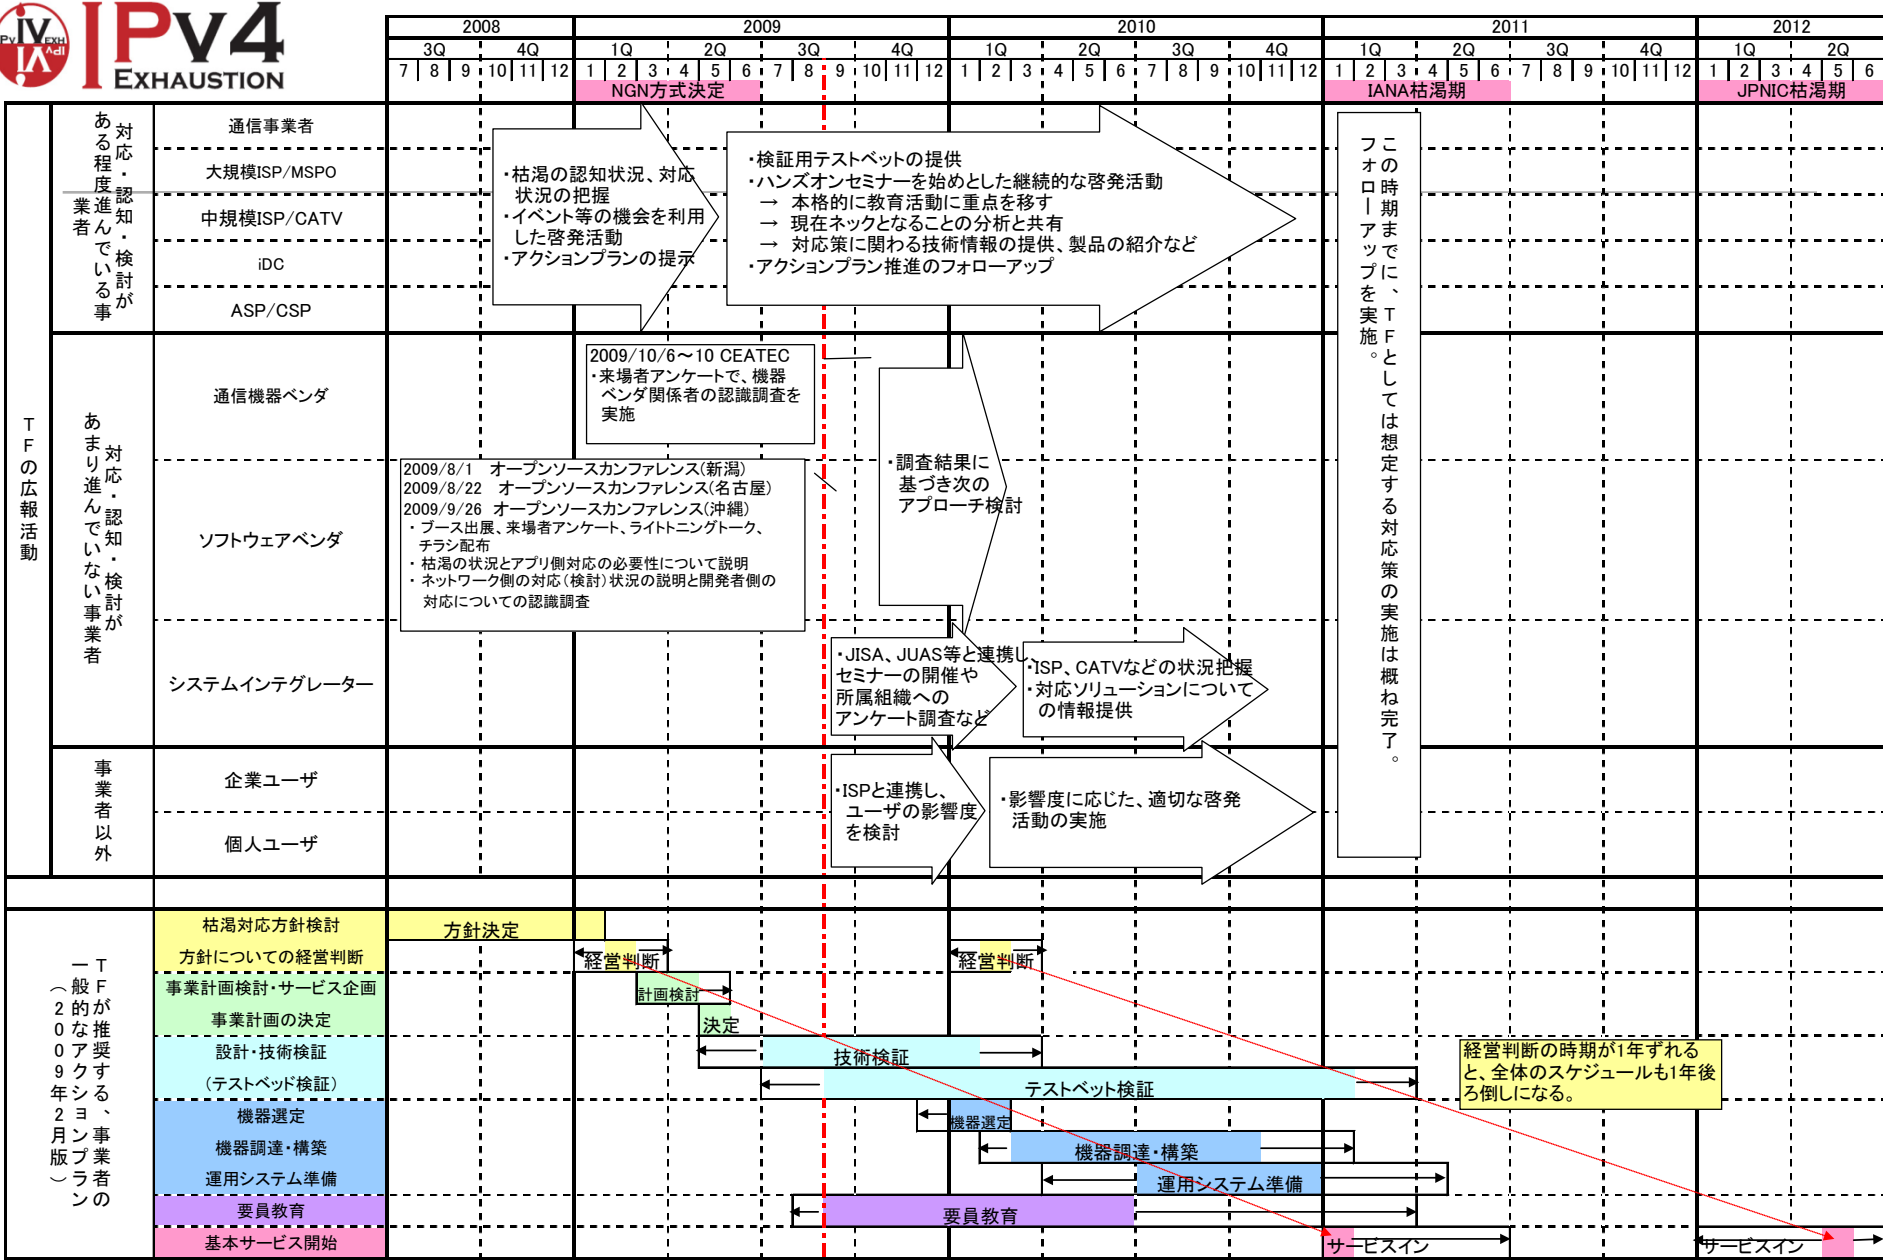 IPv IV EXH
IPv4
EXHAUSTION
2008 2009 2010 2011 2012
3Q 4Q 1Q 2Q 3Q 4Q 1Q 2Q 3Q 4Q 1Q 2Q 3Q 4Q 1Q 2Q
7 8 9 10 11 12 1 2 3 4 5 6 7 8 9 10 11 12 1 2 3 4 5 6 7 8 9 10 11 12 1 2 3 4 5 6 7 8 9 10 11 12 1 2 3 4 5 6
NGN方式決定 IANA枯渇期 JPNIC枯渇期
TFの広報活動
対応・認知・検討が
ある程度進んでいる事
業者
通信事業者
大規模ISP/MSPO
中規模ISP/CATV
iDC
ASP/CSP
・枯渇の認知状況、対応
状況の把握
・イベント等の機会を利用
した啓発活動
・アクションプランの提示
・検証用テストベットの提供
・ハンズオンセミナーを始めとした継続的な啓発活動
→ 本格的に教育活動に重点を移す
→ 現在ネックとなることの分析と共有
→ 対応策に関わる技術情報の提供、製品の紹介など
・アクションプラン推進のフォローアップ
この時期までに、TFとしては想定する対応策の実施は概ね完了。
フォローアップを実施。
対応・認知・検討が
あまり進んでいない事業者
通信機器ベンダ
2009/10/6～10 CEATEC
・来場者アンケートで、機器
ベンダ関係者の認識調査を
実施
ソフトウェアベンダ
2009/8/1 オープンソースカンファレンス(新潟)
2009/8/22 オープンソースカンファレンス(名古屋)
2009/9/26 オープンソースカンファレンス(沖縄)
・ブース出展、来場者アンケート、ライトトニングトーク、
チラシ配布
・枯渇の状況とアプリ側対応の必要性について説明
・ネットワーク側の対応(検討)状況の説明と開発者側の
対応についての認識調査
・調査結果に
基づき次の
アプローチ検討
システムインテグレーター
・JISA、JUAS等と連携し、
セミナーの開催や
所属組織への
アンケート調査など
・ISP、CATVなどの状況把握
・対応ソリューションについて
の情報提供
事業者以外
企業ユーザ
個人ユーザ
・ISPと連携し、
ユーザの影響度
を検討
・影響度に応じた、適切な啓発
活動の実施
TFが推奨する、事業者の
一般的なアクションプラン
(2009年2月版)
枯渇対応方針検討
方針決定
方針についての経営判断
経営判断 経営判断
事業計画検討・サービス企画
計画検討
事業計画の決定
決定
設計・技術検証
技術検証
(テストベッド検証)
テストベット検証
経営判断の時期が1年ずれる
と、全体のスケジュールも1年後
ろ倒しになる。
機器選定
機器選定
機器調達・構築
機器調達・構築
運用システム準備
運用システム準備
要員教育
要員教育
基本サービス開始
サービスイン サービスイン